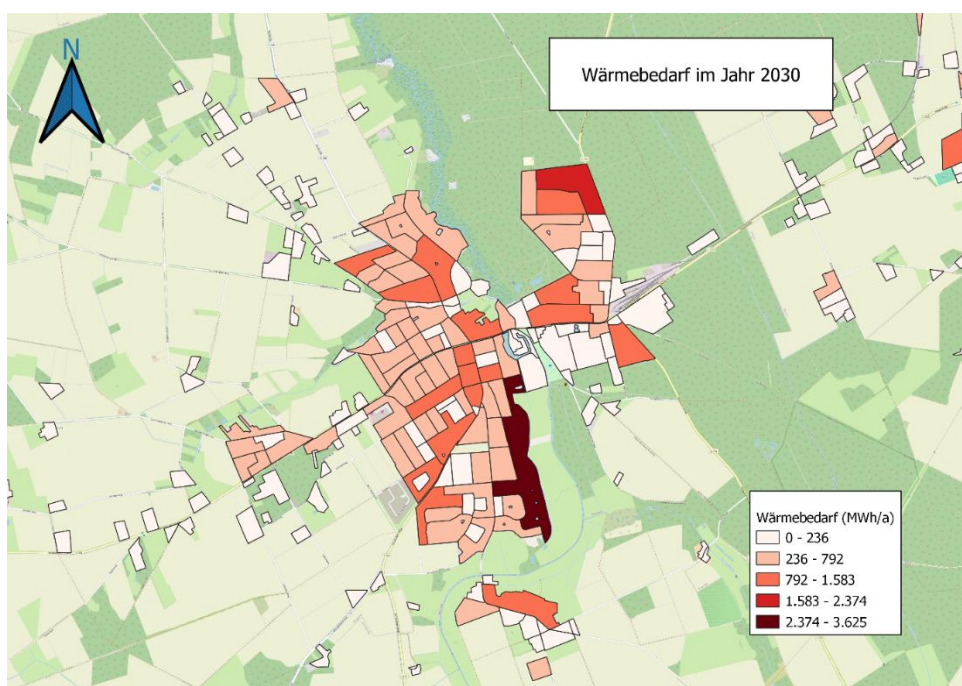 N
Wärmebedarf im Jahr 2030
Wärmebedarf (MWh/a)
0 - 236
236 - 792
792 - 1.583
1.583 - 2.374
2.374 - 3.625